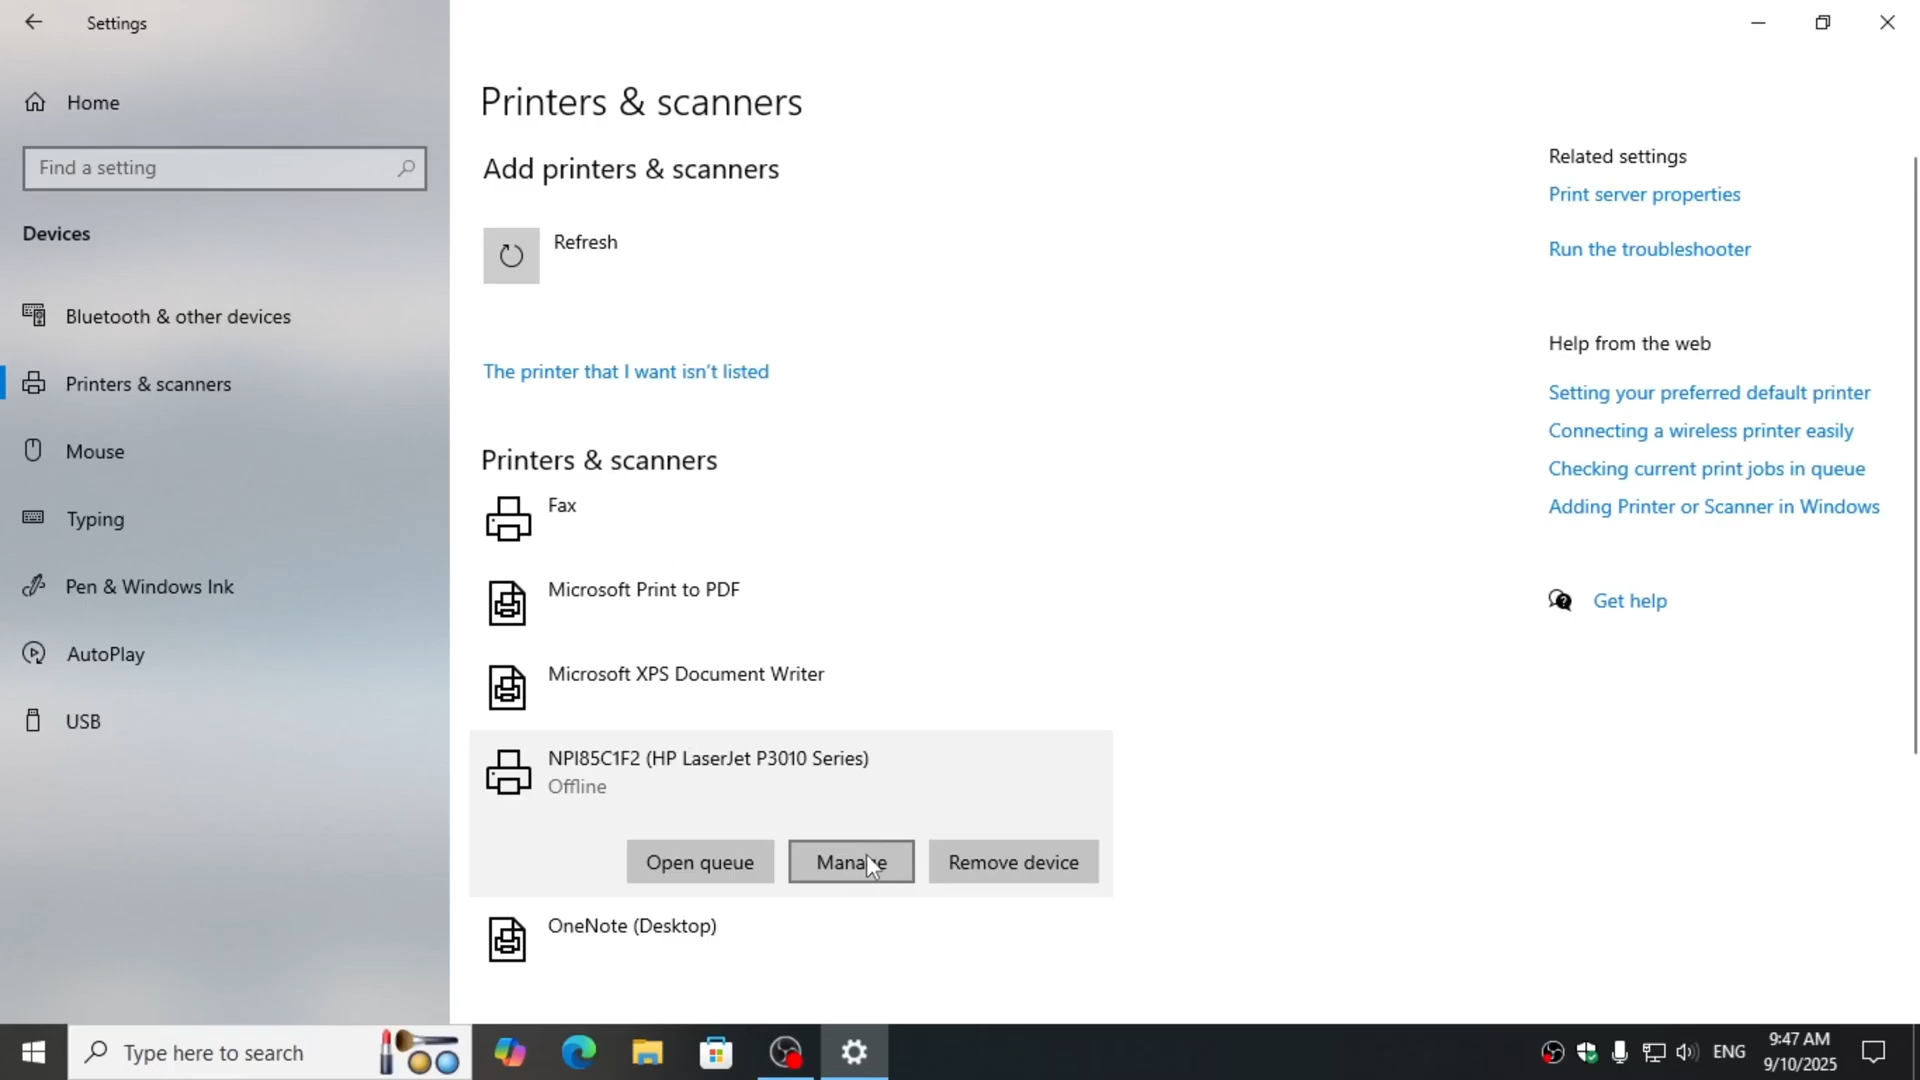 Settings
Home
Find a setting
Devices
Bluetooth & other devices
Printers & scanners
Mouse
Typing
Pen & Windows Ink
AutoPlay
USB
Printers & scanners
Add printers & scanners
Refresh
The printer that I want isn't listed
Printers & scanners
Fax
Microsoft Print to PDF
Microsoft XPS Document Writer
NPI85C1F2 (HP LaserJet P3010 Series)
Offline
Open queue
Manage
Remove device
OneNote (Desktop)
Related settings
Print server properties
Run the troubleshooter
Help from the web
Setting your preferred default printer
Connecting a wireless printer easily
Checking current print jobs in queue
Adding Printer or Scanner in Windows
Get help
Type here to search
ENG
9:47 AM
9/10/2025